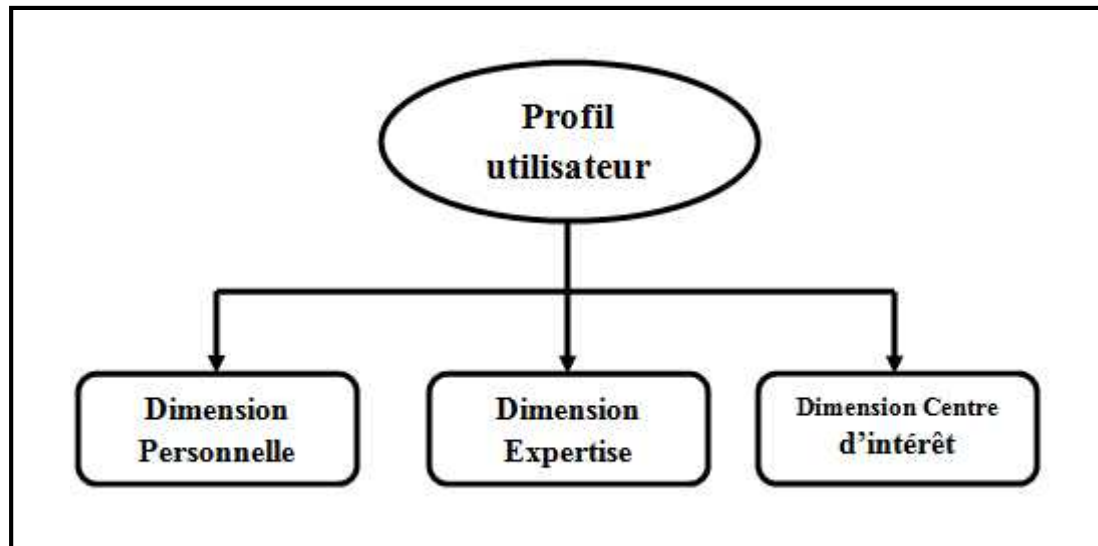 Profil
utilisateur
Dimension
Personnelle
Dimension
Expertise
Dimension Centre
d’intérêt